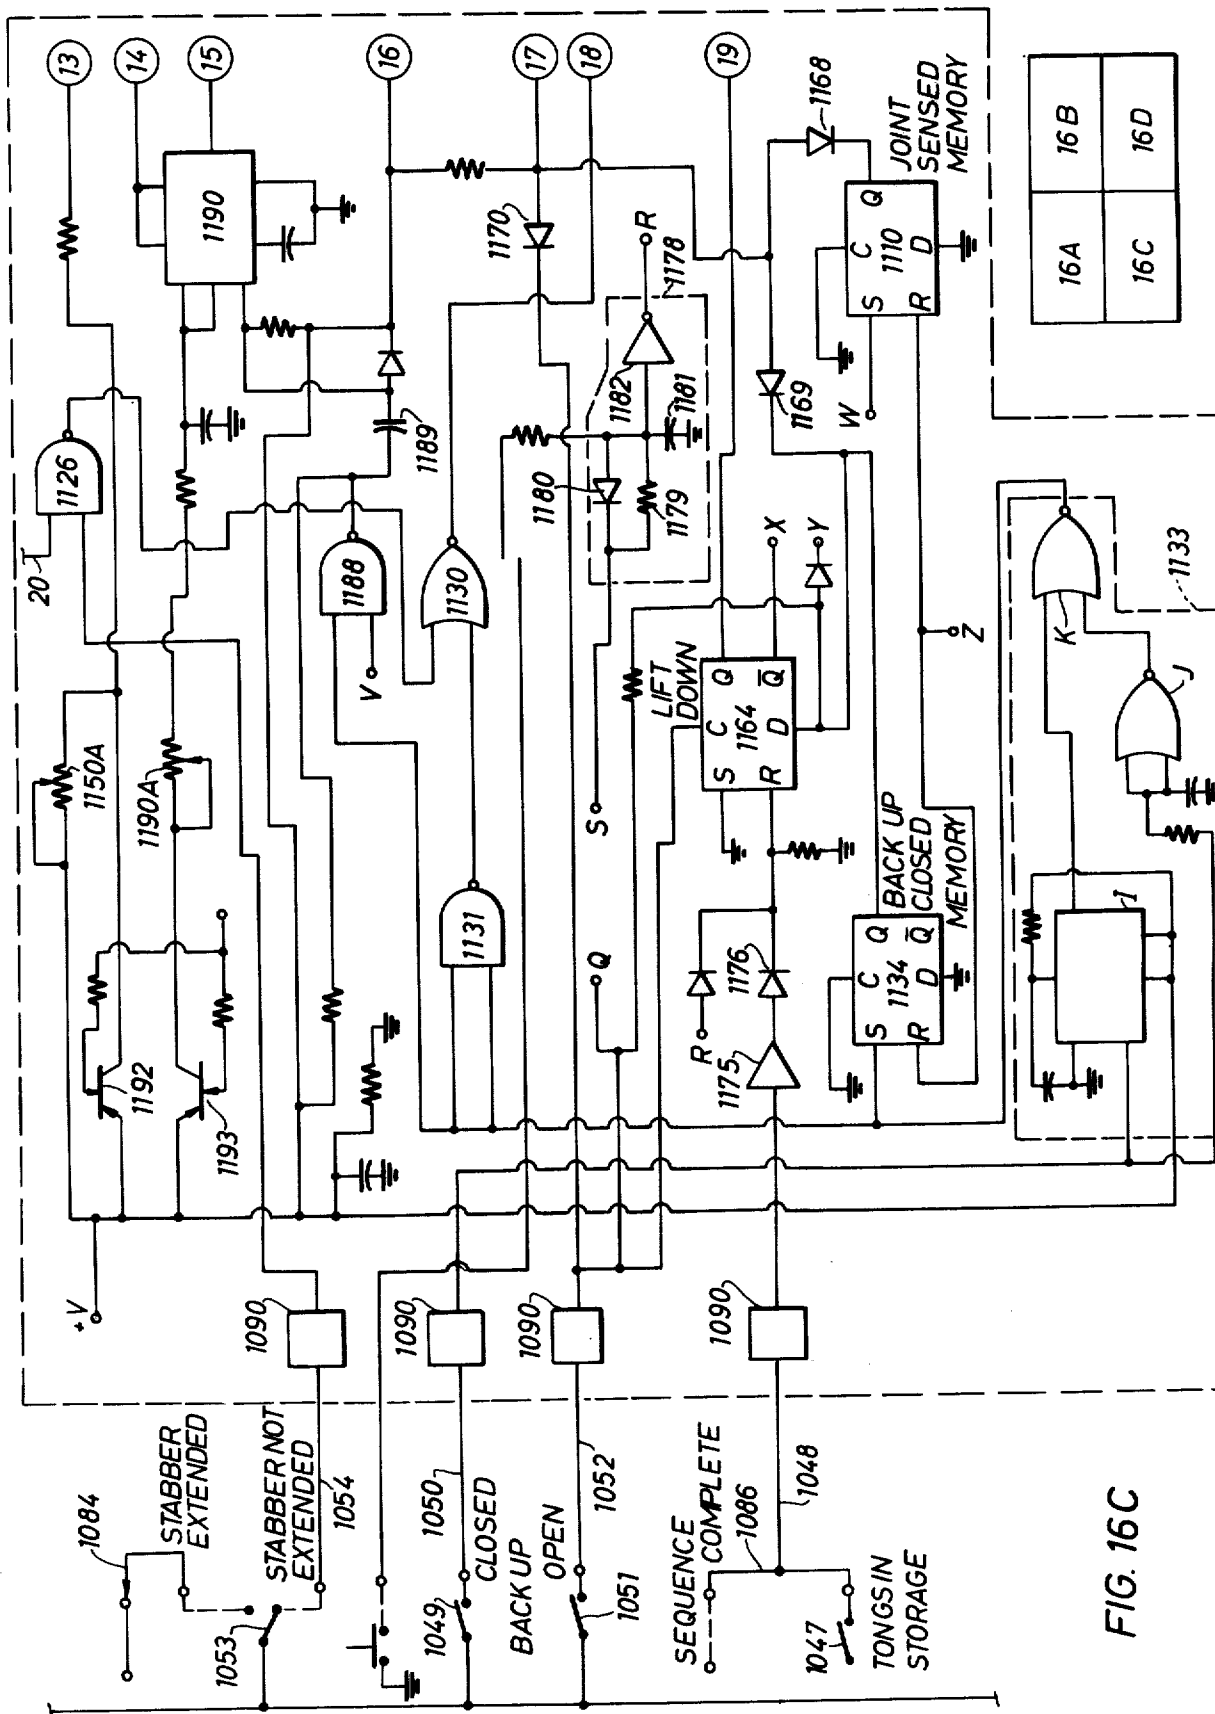 13
14
15
16
17
18
19
20
1126
1190
1150A
1190A
1192
1193
+V
1189
1188
V
1130
1131
1170
R
1178
1182
1181
1180
1179
S
Q
LIFT
DOWN
C
Q
1164
S
Q̅
R
D
X
Y
1168
1169
JOINT
SENSED
MEMORY
C
Q
1110
S
R
D
W
Z
R
1175
1176
BACK UP
CLOSED
MEMORY
C
Q
1134
S
Q̅
R
D
K
J
I
1133
1090
1090
1090
1090
1084
STABBER
EXTENDED
STABBER NOT
EXTENDED
1053
1054
1050
CLOSED
1049
BACK UP
OPEN
1052
1051
SEQUENCE
COMPLETE
1086
1048
1047
TONGS IN
STORAGE
16A
16B
16C
16D
FIG. 16C